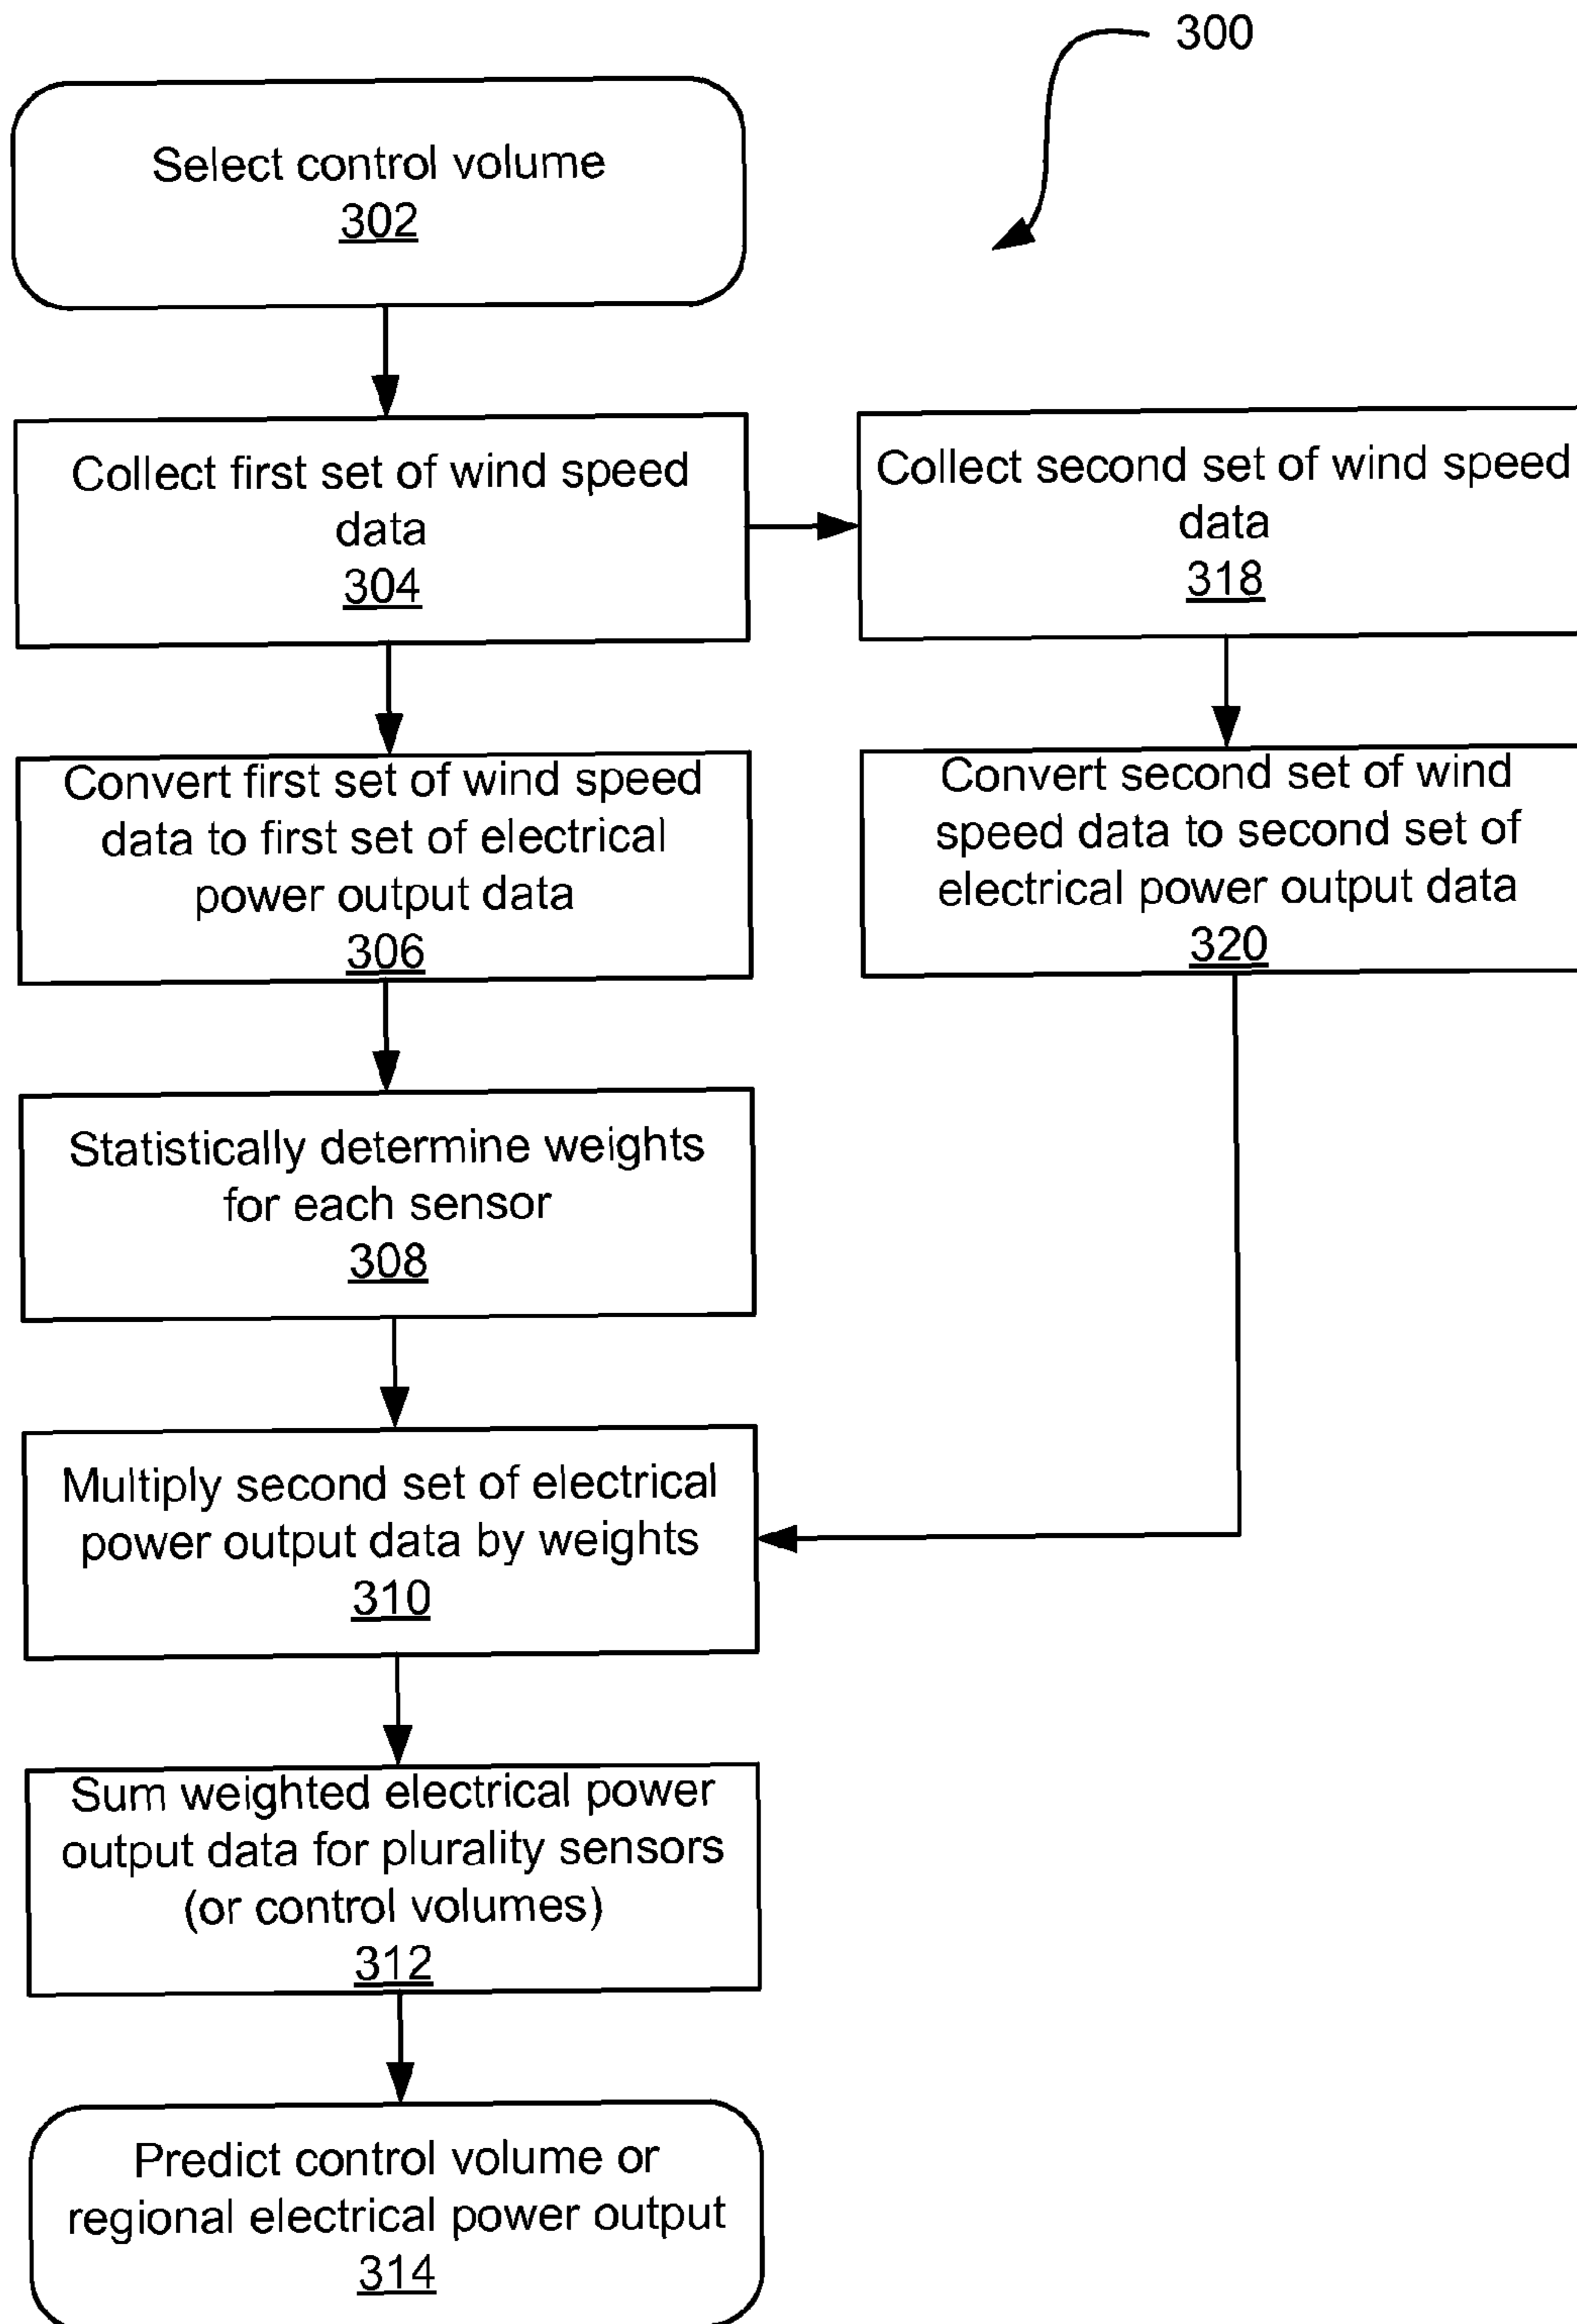 300
Select control volume
302
Collect first set of wind speed
data
304
Collect second set of wind speed
data
318
Convert first set of wind speed
data to first set of electrical
power output data
306
Convert second set of wind
speed data to second set of
electrical power output data
320
Statistically determine weights
for each sensor
308
Multiply second set of electrical
power output data by weights
310
Sum weighted electrical power
output data for plurality sensors
(or control volumes)
312
Predict control volume or
regional electrical power output
314